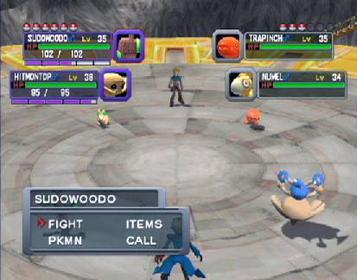 SUDOWOODO♂ Lv 35
HP
102 / 102
TRAPINCH♂ Lv 35
HP
HITMONTOP♂ Lv 38
HP
95 / 95
NUMEL♂ Lv 34
HP
SUDOWOODO
FIGHT ITEMS
PKMN CALL